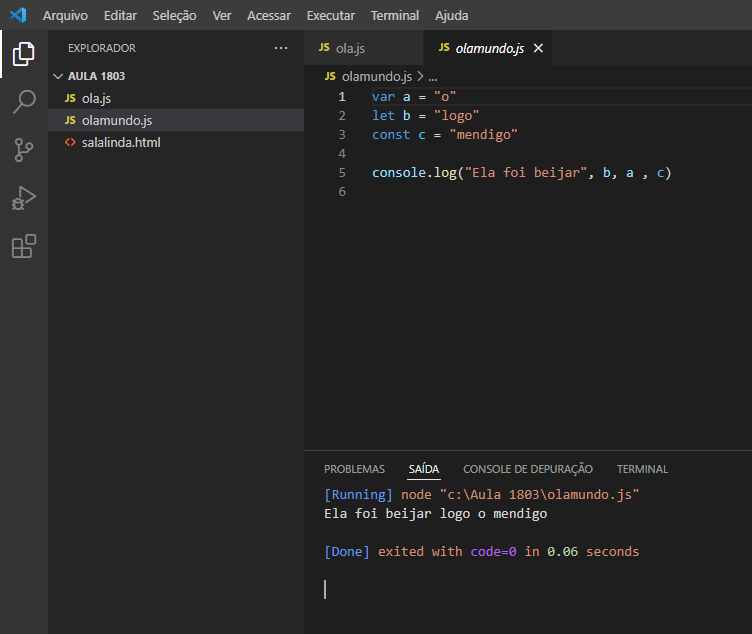 Arquivo Editar Seleção Ver Acessar Executar Terminal Ajuda
EXPLORADOR ...
AULA 1803
JS ola.js
JS olamundo.js
<> salalinda.html
JS ola.js JS olamundo.js ×
JS olamundo.js > ...
1 var a = "o"
2 let b = "logo"
3 const c = "mendigo"
4
5 console.log("Ela foi beijar", b, a , c)
6
PROBLEMAS SAÍDA CONSOLE DE DEPURAÇÃO TERMINAL
[Running] node "c:\Aula 1803\olamundo.js"
Ela foi beijar logo o mendigo
[Done] exited with code=0 in 0.06 seconds